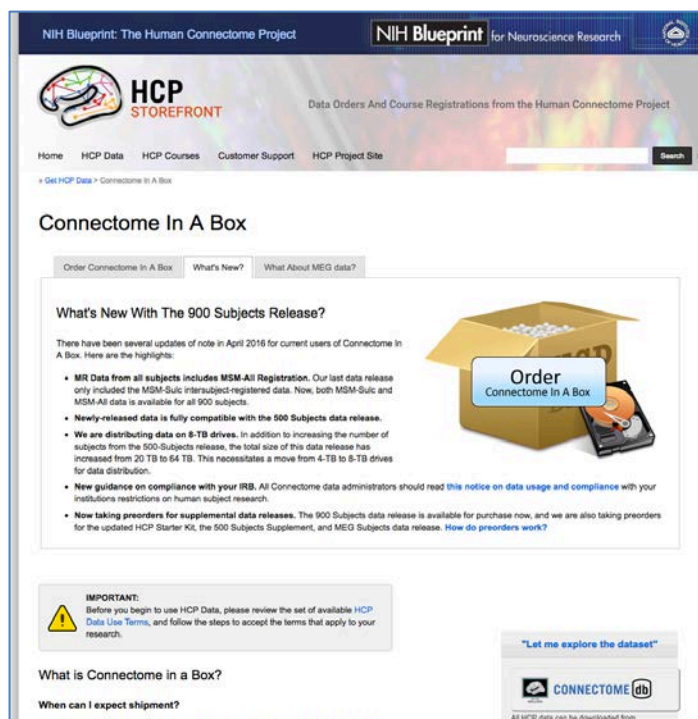 NIH Blueprint: The Human Connectome Project
NIH Blueprint for Neuroscience Research
HCP
STOREFRONT
Data Orders And Course Registrations from the Human Connectome Project
Home HCP Data HCP Courses Customer Support HCP Project Site Search
« Get HCP Data > Connectome In A Box
Connectome In A Box
Order Connectome In A Box What's New? What About MEG data?
What's New With The 900 Subjects Release?
There have been several updates of note in April 2016 for current users of Connectome In
A Box. Here are the highlights:
• MR Data from all subjects includes MSM-All Registration. Our last data release
only included the MSM-Sulc intersubject-registered data. Now, both MSM-Sulc and
MSM-All data is available for all 900 subjects.
• Newly-released data is fully compatible with the 500 Subjects data release.
• We are distributing data on 8-TB drives. In addition to increasing the number of
subjects from the 500-Subjects release, the total size of this data release has
increased from 20 TB to 64 TB. This necessitates a move from 4-TB to 8-TB drives
for data distribution.
• New guidance on compliance with your IRB. All Connectome data administrators should read this notice on data usage and compliance with your
institutions restrictions on human subject research.
• Now taking preorders for supplemental data releases. The 900 Subjects data release is available for purchase now, and we are also taking preorders
for the updated HCP Starter Kit, the 500 Subjects Supplement, and MEG Subjects data release. How do preorders work?
Order
Connectome In A Box
IMPORTANT:
Before you begin to use HCP Data, please review the set of available HCP
Data Use Terms, and follow the steps to accept the terms that apply to your
research.
"Let me explore the dataset"
What is Connectome in a Box?
CONNECTOME db
When can I expect shipment?
All HCP data can be downloaded from